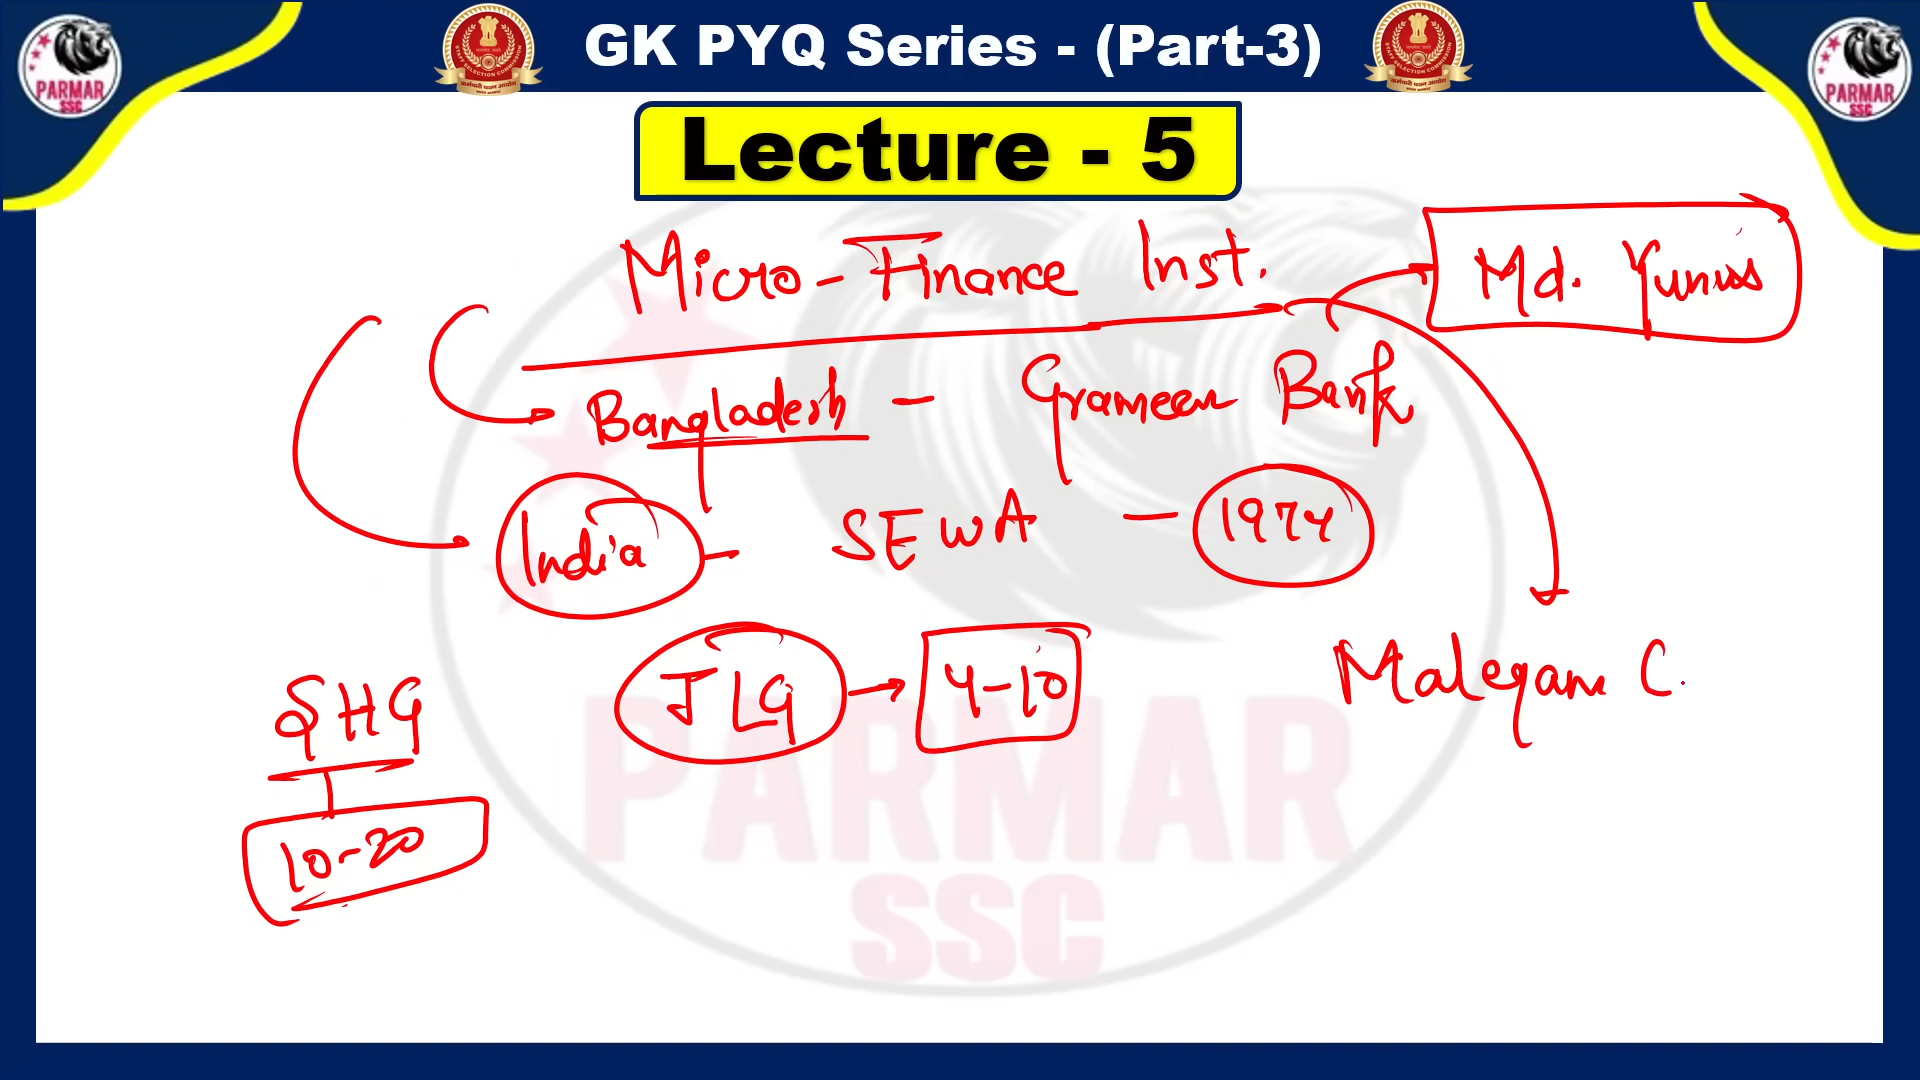 GK PYQ Series - (Part-3)
PARMAR SSC
PARMAR SSC
Lecture - 5
Micro-Finance Inst.
Md. Yunus
Bangladesh - Grameen Bank
India - SEWA - 1974
JLG → 4-10
Malegam C.
SHG
10-20
PARMAR
SSC